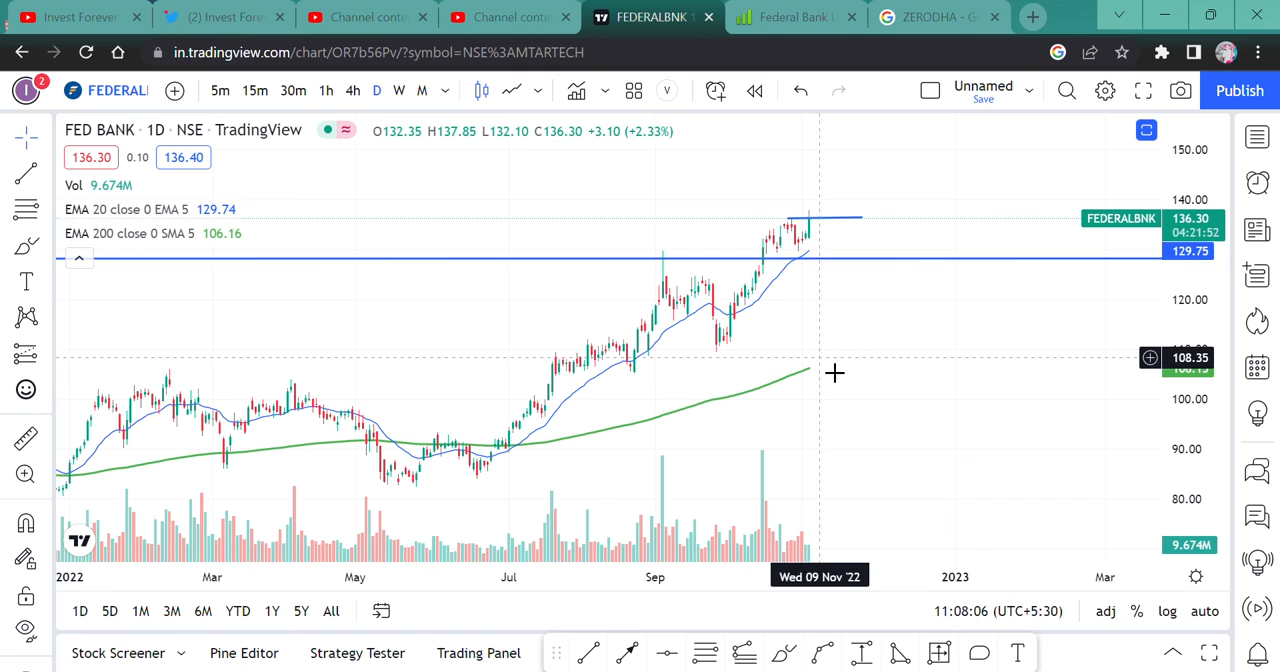 Invest Forever
(2) Invest Fore
Channel conte
Channel conte
FEDERALBNK 1
Federal Bank L
ZERODHA - G
in.tradingview.com/chart/OR7b56Pv/?symbol=NSE%3AMTARTECH
I 2 FEDERAL 5m 15m 30m 1h 4h D W M V Unnamed Save Publish
FED BANK · 1D · NSE · TradingView O132.35 H137.85 L132.10 C136.30 +3.10 (+2.33%)
136.30 0.10 136.40
Vol 9.674M
EMA 20 close 0 EMA 5 129.74
EMA 200 close 0 SMA 5 106.16
150.00
140.00
FEDERALBNK 136.30
04:21:52
129.75
120.00
108.35
100.00
90.00
80.00
9.674M
2022 Mar May Jul Sep Wed 09 Nov '22 2023 Mar
1D 5D 1M 3M 6M YTD 1Y 5Y All 11:08:06 (UTC+5:30) adj % log auto
Stock Screener Pine Editor Strategy Tester Trading Panel